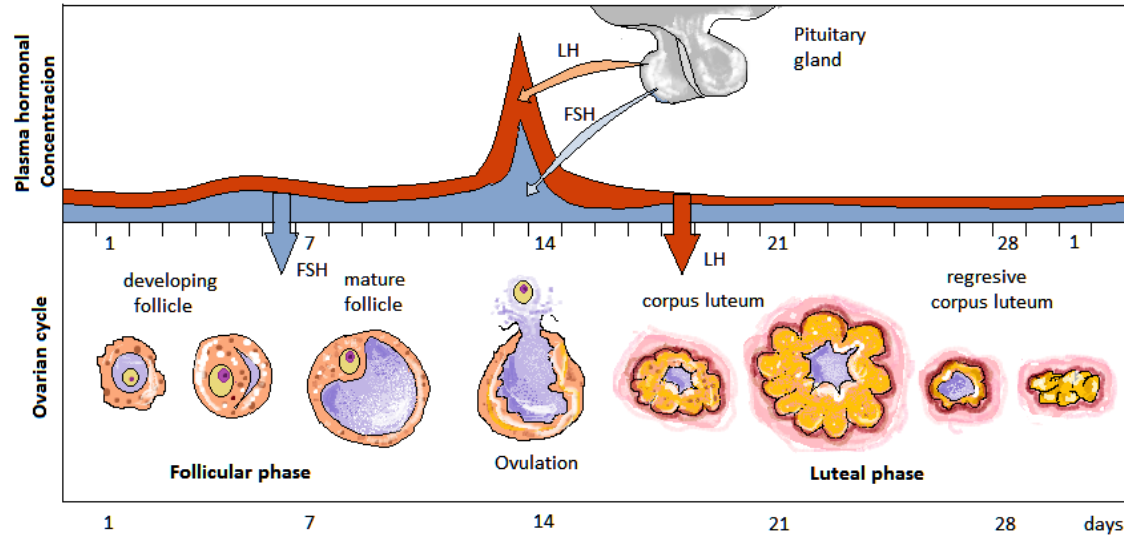 Plasma hormonal
Concentracion
LH
FSH
Pituitary
gland
1
7
14
21
28
1
FSH
LH
Ovarian cycle
developing
follicle
mature
follicle
corpus luteum
regresive
corpus luteum
Follicular phase
Ovulation
Luteal phase
1
7
14
21
28
days